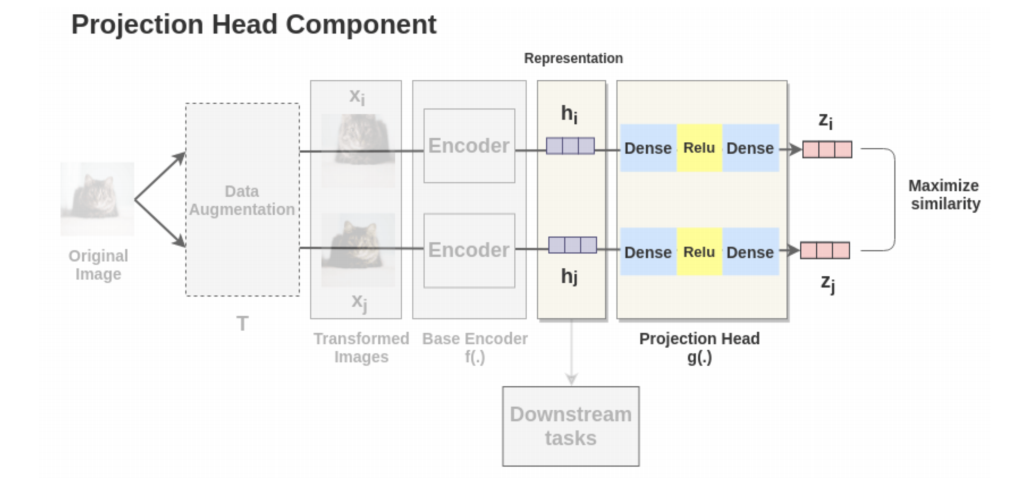 Projection Head Component
Representation
x_i
h_i
z_i
Encoder
Dense Relu Dense
Data
Augmentation
Maximize
similarity
Original
Image
Encoder
Dense Relu Dense
x_j
h_j
z_j
T
Transformed
Images
Base Encoder
f(.)
Projection Head
g(.)
Downstream
tasks